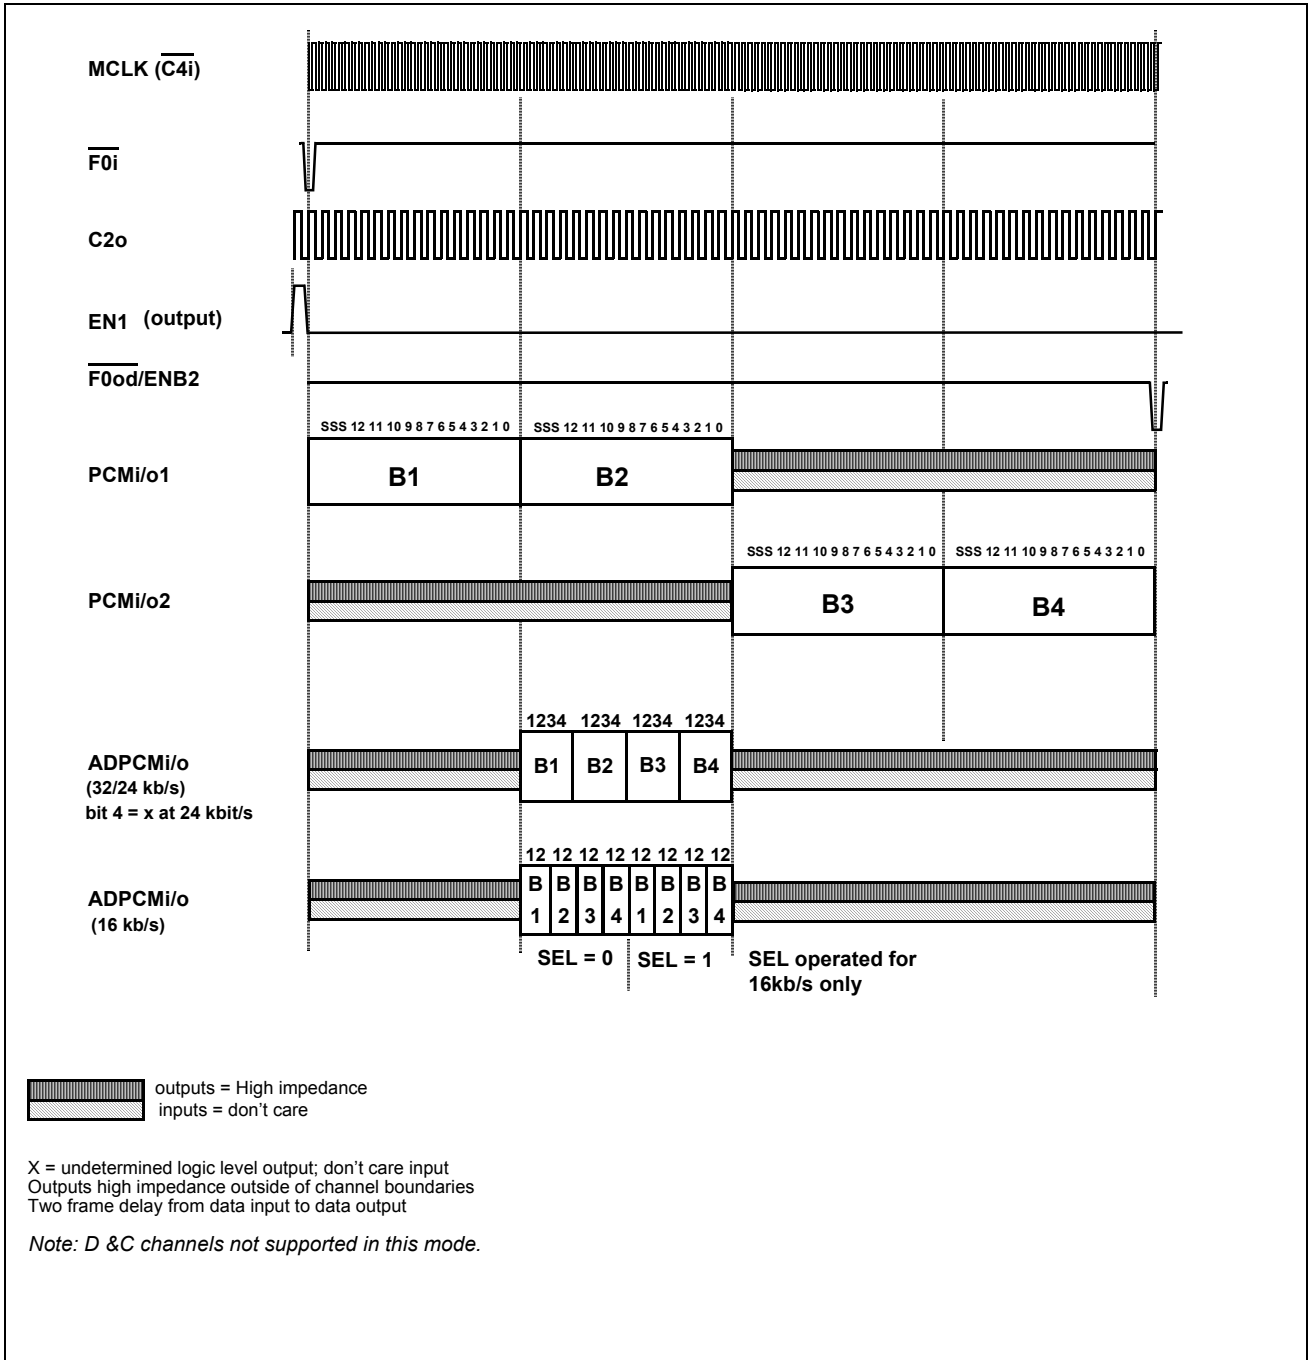 MCLK (C4i)
F0i
C2o
EN1 (output)
F0od/ENB2
SSS 12 11 10 9 8 7 6 5 4 3 2 1 0 SSS 12 11 10 9 8 7 6 5 4 3 2 1 0
PCMi/o1 B1 B2
SSS 12 11 10 9 8 7 6 5 4 3 2 1 0 SSS 12 11 10 9 8 7 6 5 4 3 2 1 0
PCMi/o2 B3 B4
1234 1234 1234 1234
ADPCMi/o B1 B2 B3 B4
(32/24 kb/s)
bit 4 = x at 24 kbit/s
12 12 12 12 12 12 12 12
B B B B B B B B
ADPCMi/o
1 2 3 4 1 2 3 4
(16 kb/s)
SEL = 0 SEL = 1 SEL operated for
16kb/s only
outputs = High impedance
inputs = don't care
X = undetermined logic level output; don't care input
Outputs high impedance outside of channel boundaries
Two frame delay from data input to data output
Note: D &C channels not supported in this mode.